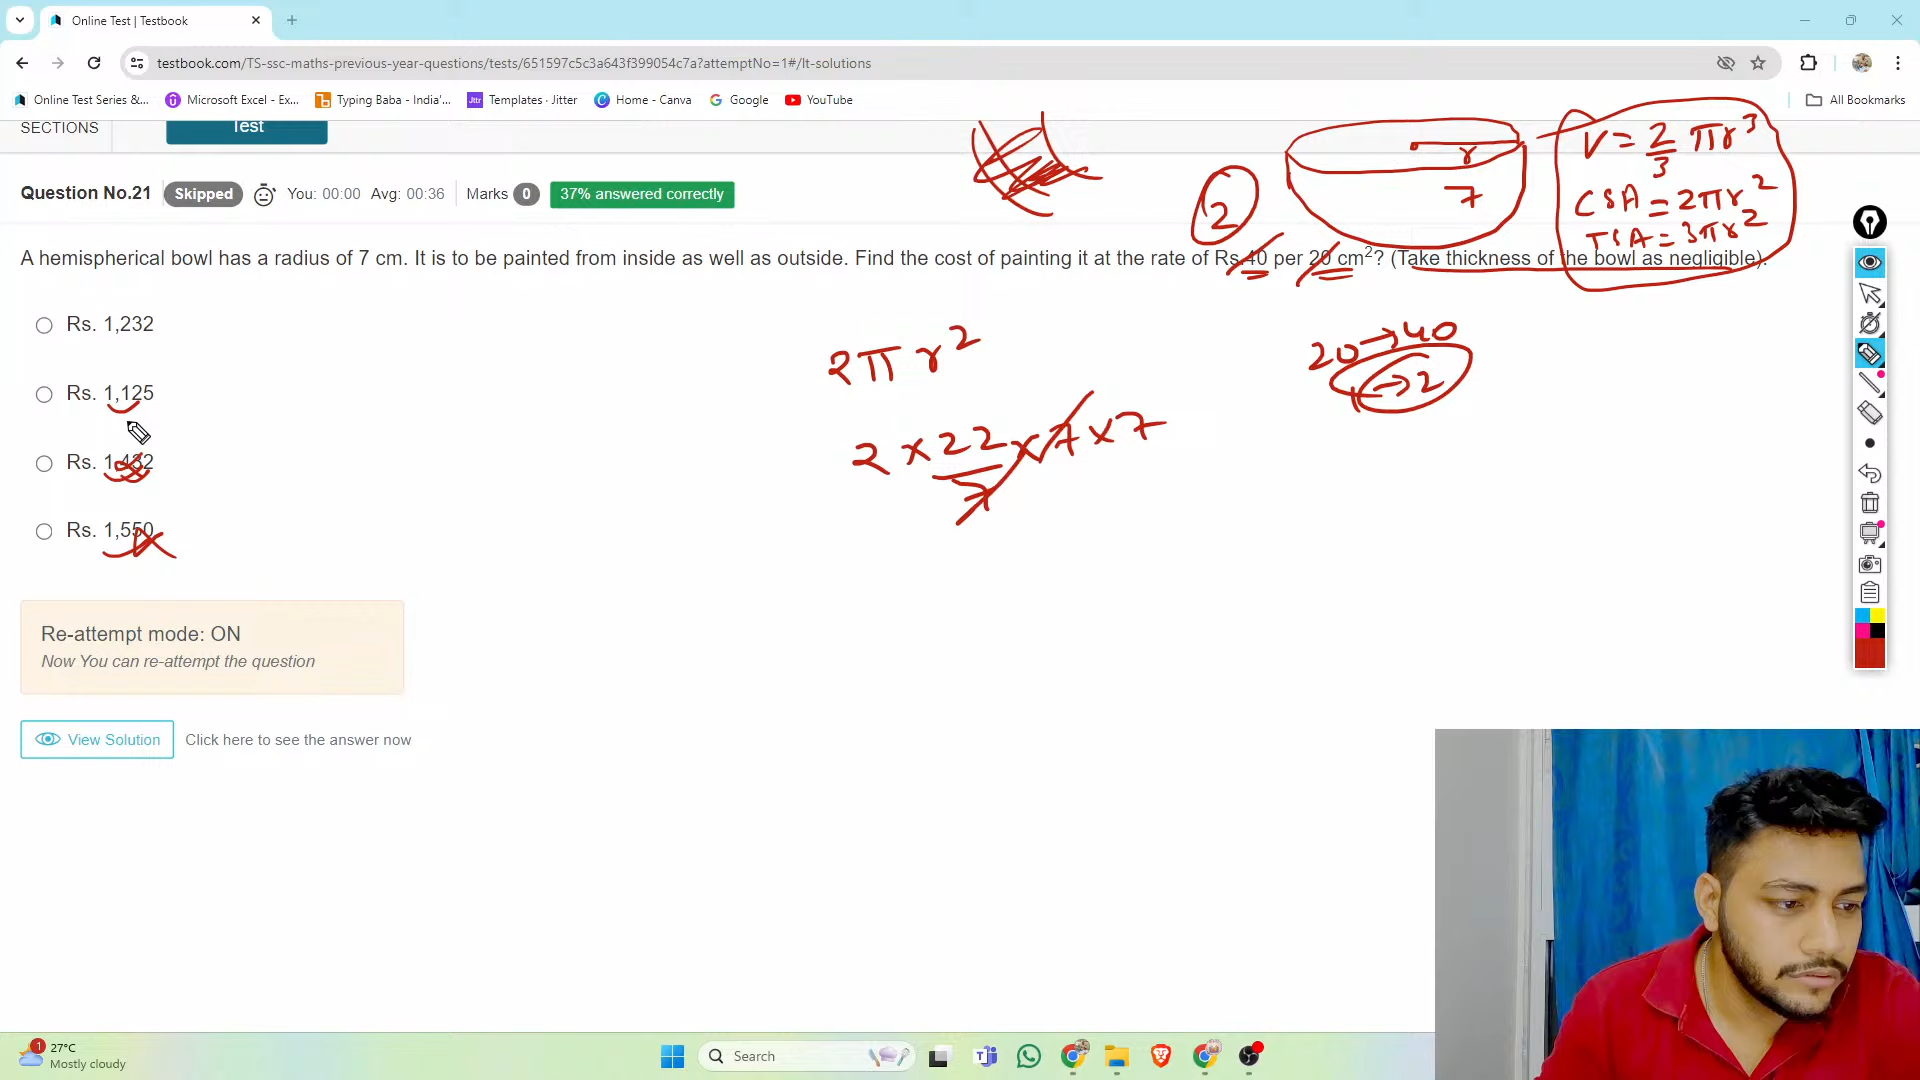 Online Test | Testbook
testbook.com/TS-ssc-maths-previous-year-questions/tests/651597c5c3a643f399054c7a?attemptNo=1#/lt-solutions
Online Test Series &... Microsoft Excel - Ex... Typing Baba - India'... Templates · Jitter Home - Canva Google YouTube All Bookmarks
SECTIONS Test
Question No.21 Skipped You: 00:00 Avg: 00:36 Marks 0 37% answered correctly
V = 2/3 πr³
CSA = 2πr²
TSA = 3πr²
r
7
2
A hemispherical bowl has a radius of 7 cm. It is to be painted from inside as well as outside. Find the cost of painting it at the rate of Rs.40 per 20 cm²? (Take thickness of the bowl as negligible).
Rs. 1,232
Rs. 1,125
Rs. 1,432
Rs. 1,550
2πr²
2 × 22/7 × 7 × 7
20 → 40
1 → 2
Re-attempt mode: ON
Now You can re-attempt the question
View Solution Click here to see the answer now
1
27°C
Mostly cloudy
Search